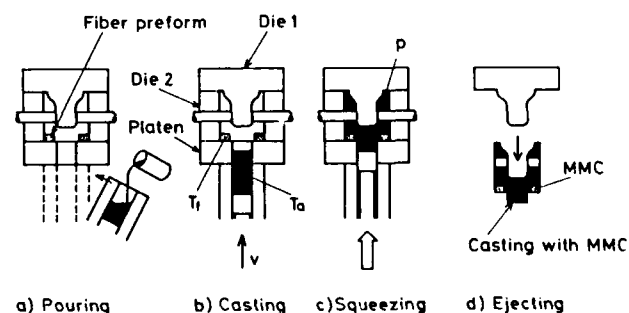 Fiber preform
Die 1
Die 2
Platen
p
T_f
T_a
v
MMC
Casting with MMC
a) Pouring
b) Casting
c) Squeezing
d) Ejecting